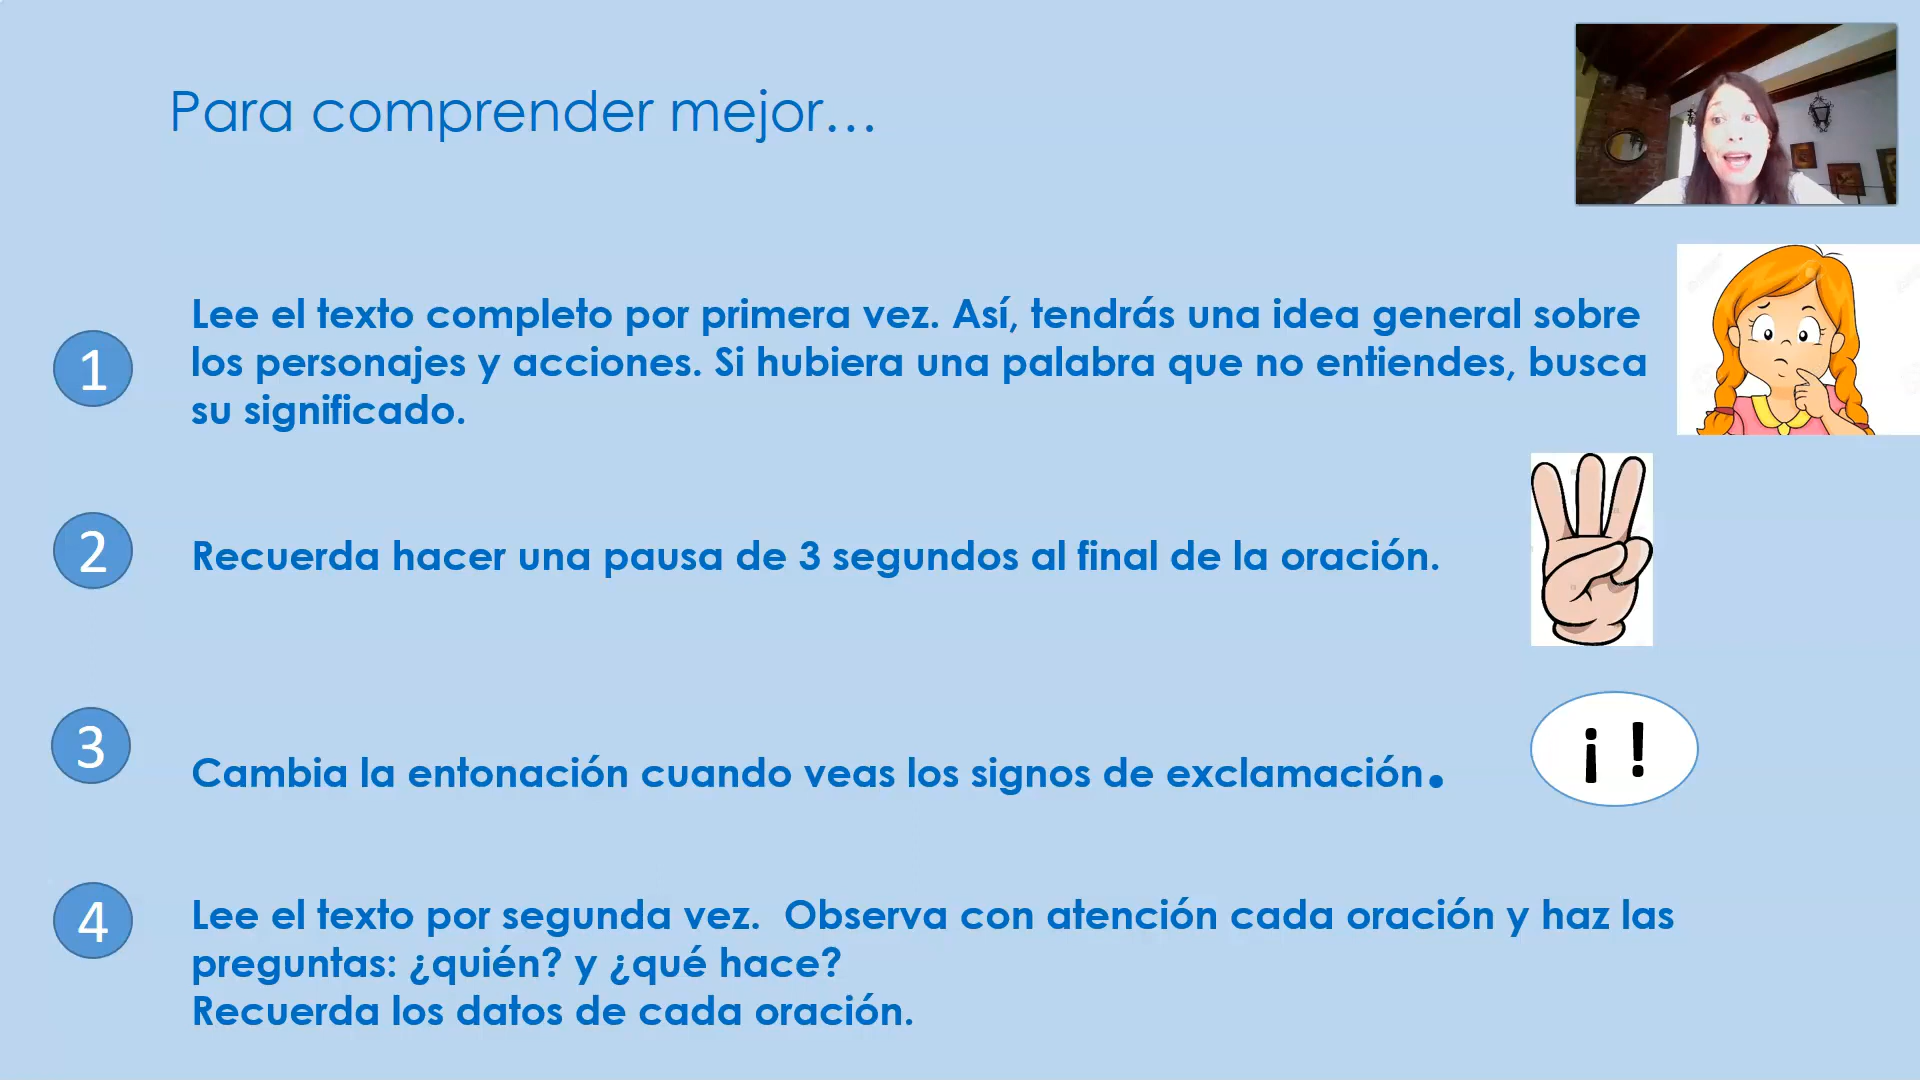 Para comprender mejor...
1
Lee el texto completo por primera vez. Así, tendrás una idea general sobre
los personajes y acciones. Si hubiera una palabra que no entiendes, busca
su significado.
2
Recuerda hacer una pausa de 3 segundos al final de la oración.
3
Cambia la entonación cuando veas los signos de exclamación.
¡ !
4
Lee el texto por segunda vez.  Observa con atención cada oración y haz las
preguntas: ¿quién? y ¿qué hace?
Recuerda los datos de cada oración.